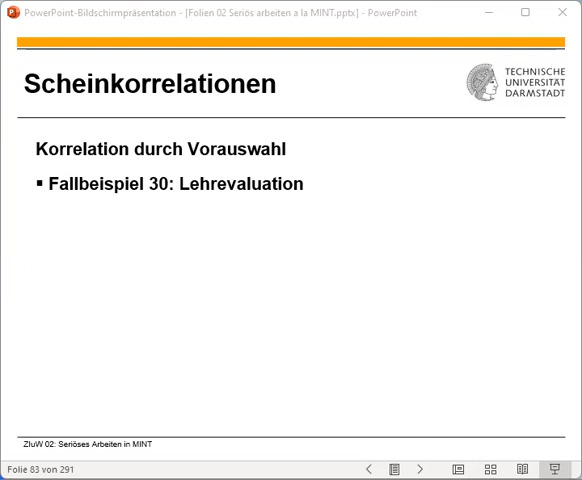 PowerPoint-Bildschirmpräsentation - [Folien 02 Seriös arbeiten a la MINT.pptx] - PowerPoint
Scheinkorrelationen
TECHNISCHE
UNIVERSITÄT
DARMSTADT
Korrelation durch Vorauswahl
▪ Fallbeispiel 30: Lehrevaluation
ZIuW 02: Seriöses Arbeiten in MINT
Folie 83 von 291